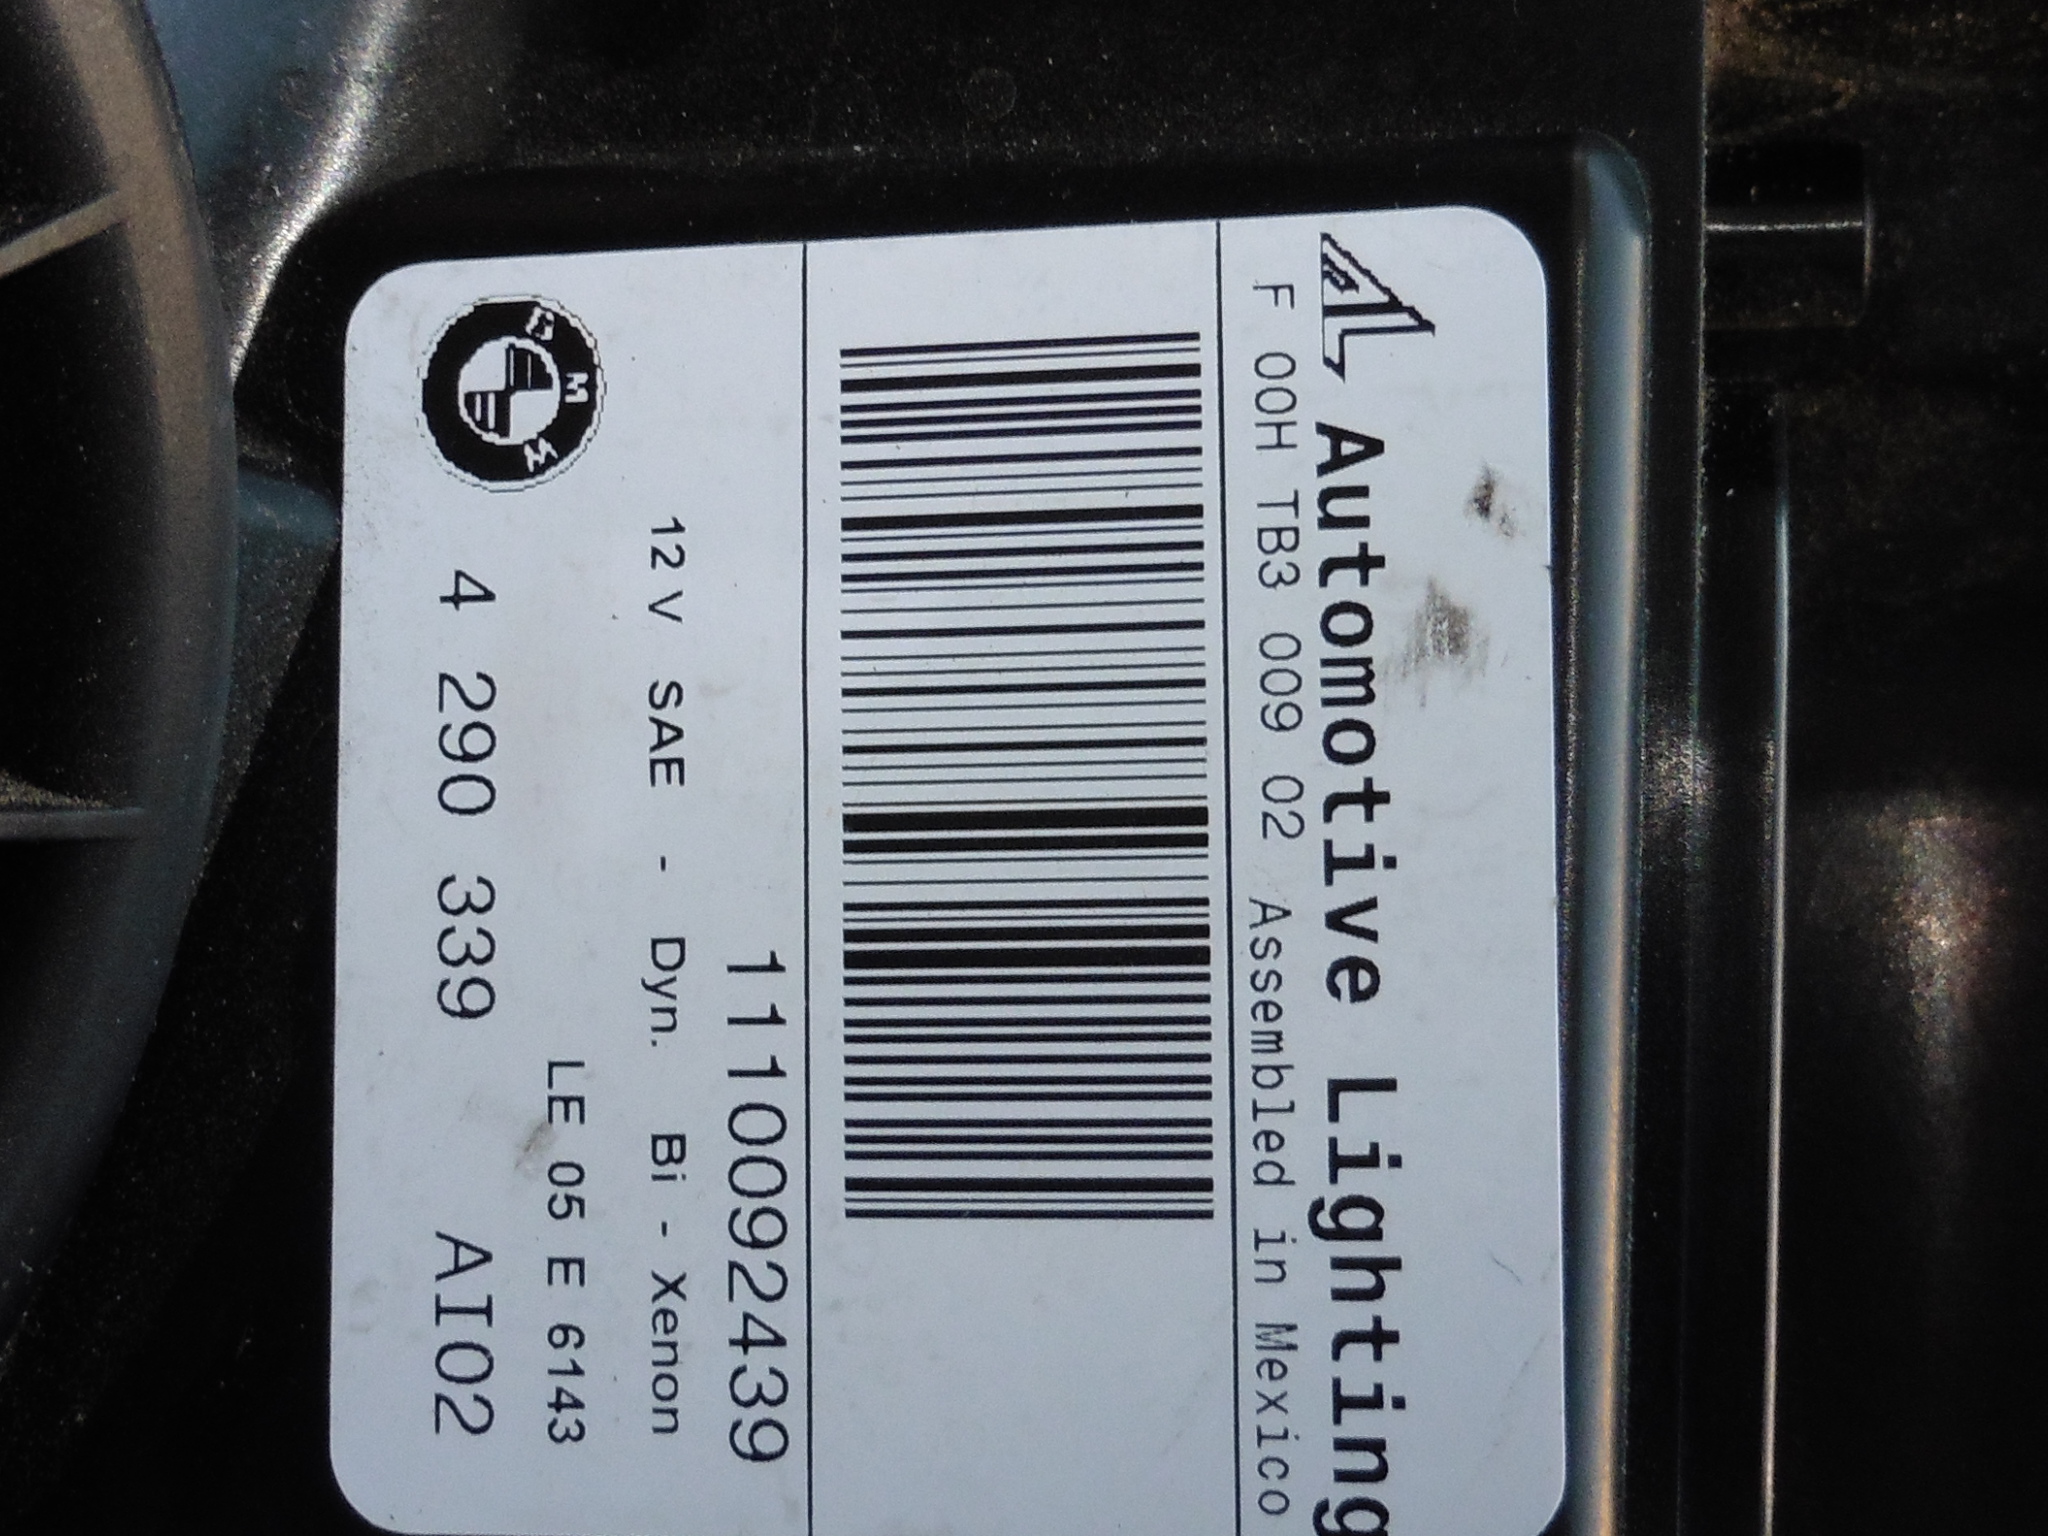 Automotive Lighting
F 00H TB3 009 02 Assembled in Mexico
1110092439
12 V SAE - Dyn. Bi - Xenon
LE 05 E 6143
BMW
4 290 339 AI02